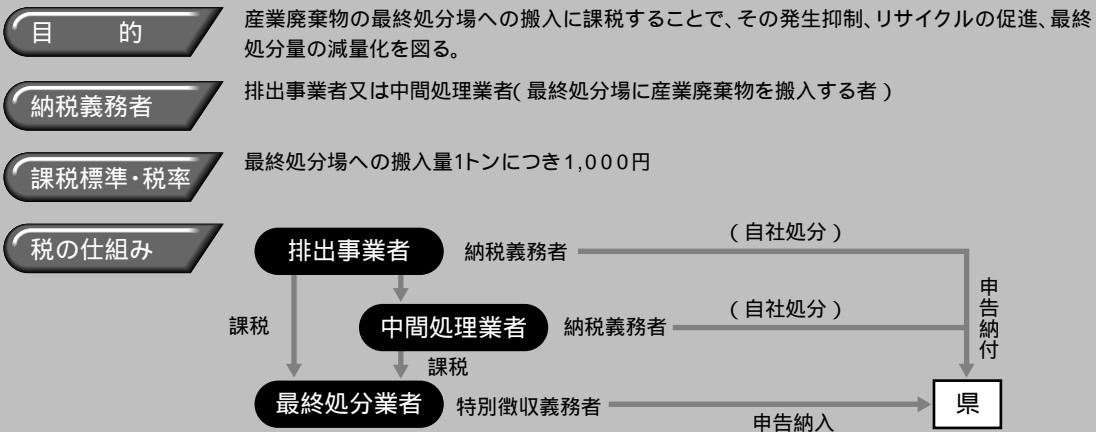 目 的
産業廃棄物の最終処分場への搬入に課税することで、その発生抑制、リサイクルの促進、最終
処分量の減量化を図る。
納税義務者
排出事業者又は中間処理業者(最終処分場に産業廃棄物を搬入する者)
課税標準・税率
最終処分場への搬入量1トンにつき1,000円
税の仕組み
排出事業者 納税義務者 (自社処分)
課税
中間処理業者 納税義務者 (自社処分)
申告納付
課税
最終処分業者 特別徴収義務者
申告納入
県